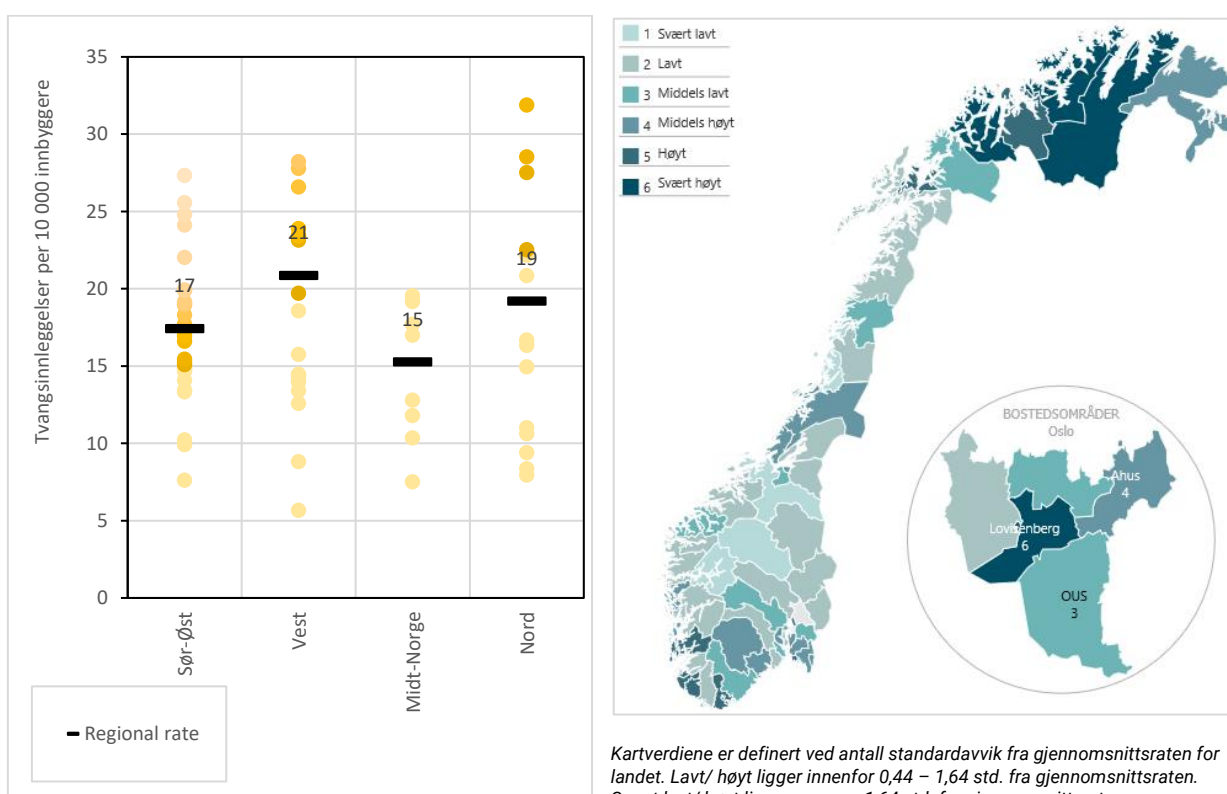 35
30
25
20
15
10
5
0
Tvangsinnleggelser per 10 000 innbyggere
17
21
15
19
Sør-Øst
Vest
Midt-Norge
Nord
Regional rate
1 Svært lavt
2 Lavt
3 Middels lavt
4 Middels høyt
5 Høyt
6 Svært høyt
BOSTEDSOMRÅDER
Oslo
Ahus
4
Lovisenberg
6
OUS
3
Kartverdiene er definert ved antall standardavvik fra gjennomsnittsraten for
landet. Lavt/ høyt ligger innenfor 0,44 – 1,64 std. fra gjennomsnittsraten.